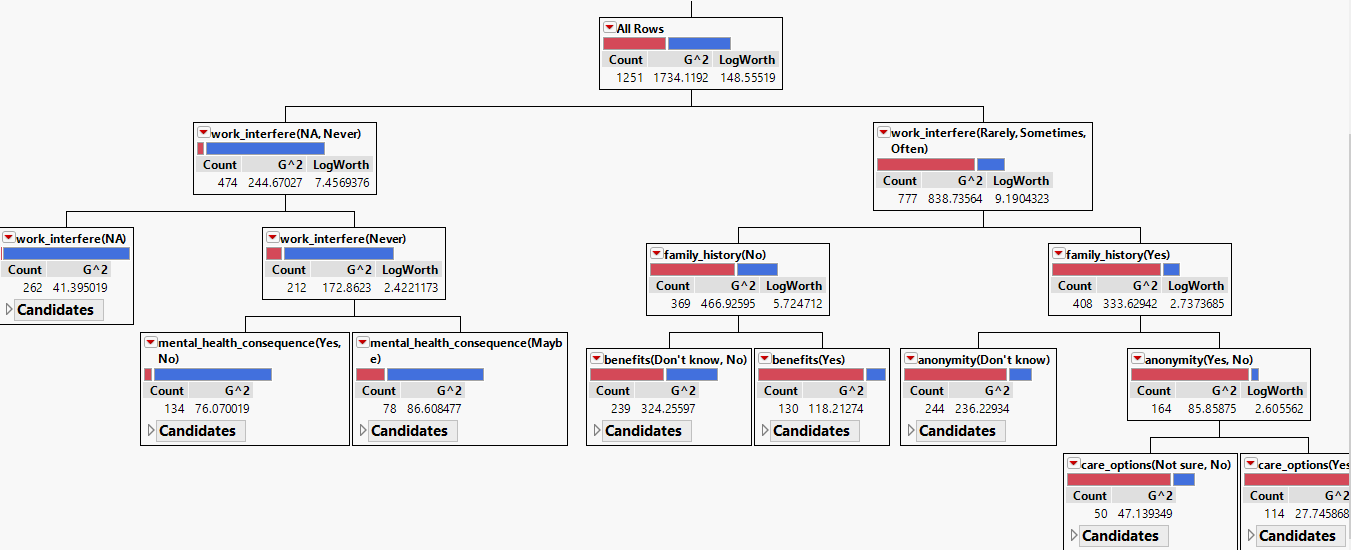 All Rows
Count G^2 LogWorth
1251 1734.1192 148.55519
work_interfere(NA, Never)
Count G^2 LogWorth
474 244.67027 7.4569376
work_interfere(Rarely, Sometimes,
Often)
Count G^2 LogWorth
777 838.73564 9.1904323
work_interfere(NA)
Count G^2
262 41.395019
Candidates
work_interfere(Never)
Count G^2 LogWorth
212 172.8623 2.4221173
family_history(No)
Count G^2 LogWorth
369 466.92595 5.724712
family_history(Yes)
Count G^2 LogWorth
408 333.62942 2.7373685
mental_health_consequence(Yes,
No)
Count G^2
134 76.070019
Candidates
mental_health_consequence(Mayb
e)
Count G^2
78 86.608477
Candidates
benefits(Don't know, No)
Count G^2
239 324.25597
Candidates
benefits(Yes)
Count G^2
130 118.21274
Candidates
anonymity(Don't know)
Count G^2
244 236.22934
Candidates
anonymity(Yes, No)
Count G^2 LogWorth
164 85.85875 2.605562
care_options(Not sure, No)
Count G^2
50 47.139349
Candidates
care_options(Yes
Count G^2
114 27.745868
Candidates